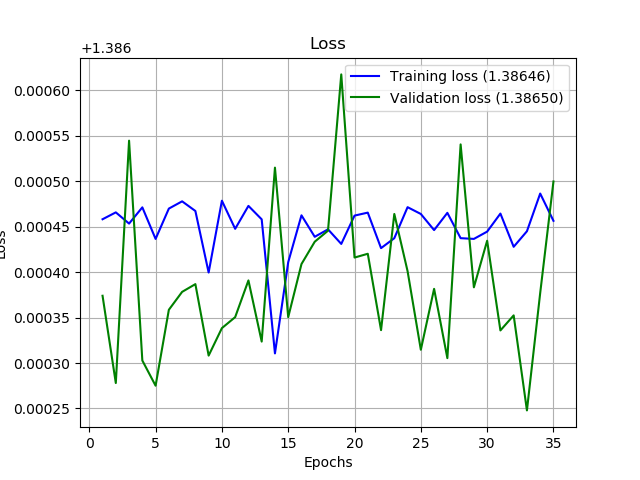 Loss
+1.386
Training loss (1.38646)
Validation loss (1.38650)
0.00060
0.00055
0.00050
0.00045
0.00040
0.00035
0.00030
0.00025
Loss
0 5 10 15 20 25 30 35
Epochs